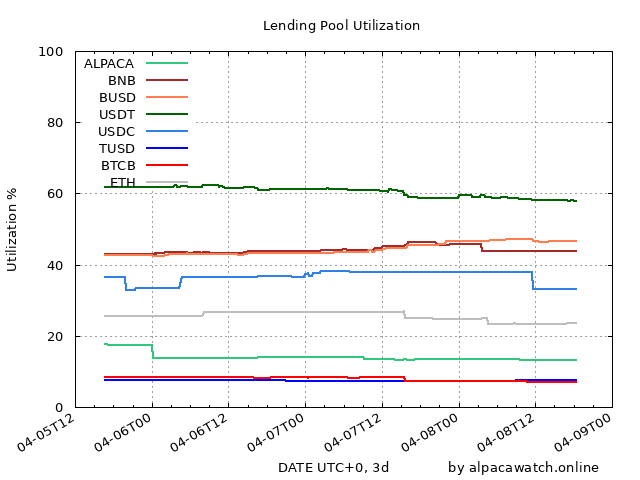 Lending Pool Utilization
Utilization %
100
80
60
40
20
0
ALPACA
BNB
BUSD
USDT
USDC
TUSD
BTCB
ETH
04-05T12
04-06T00
04-06T12
04-07T00
04-07T12
04-08T00
04-08T12
04-09T00
DATE UTC+0, 3d
by alpacawatch.online